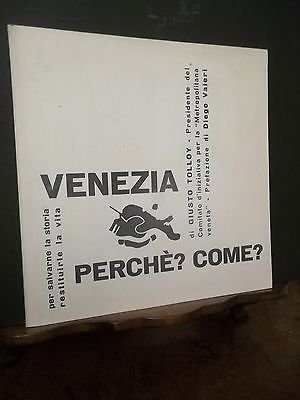 VENEZIA
PERCHÈ? COME?
per salvarne la storia
restituirle la vita
di GIUSTO TOLLOY - Presidente del
Comitato d'iniziativa per la "Metropolitana
veneta" - Prefazione di Diego Valeri